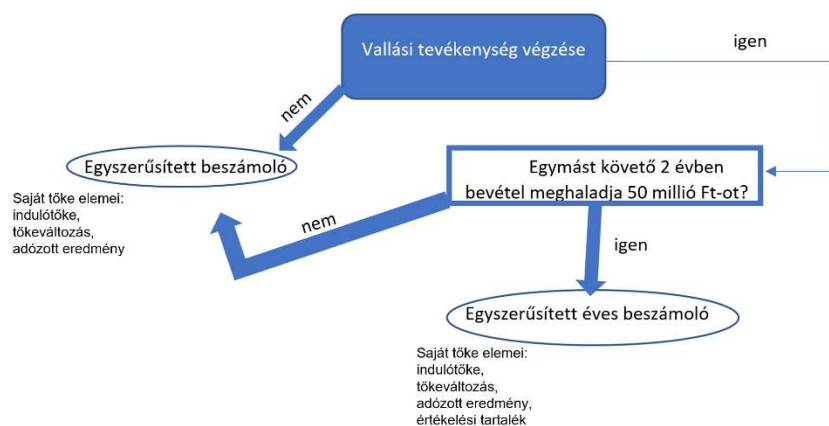 Vallási tevékenység végzése
igen
nem
Egyszerűsített beszámoló
Saját tőke elemei:
indulótőke,
tőkeváltozás,
adózott eredmény
Egymást követő 2 évben
bevétel meghaladja 50 millió Ft-ot?
nem
igen
Egyszerűsített éves beszámoló
Saját tőke elemei:
indulótőke,
tőkeváltozás,
adózott eredmény,
értékelési tartalék